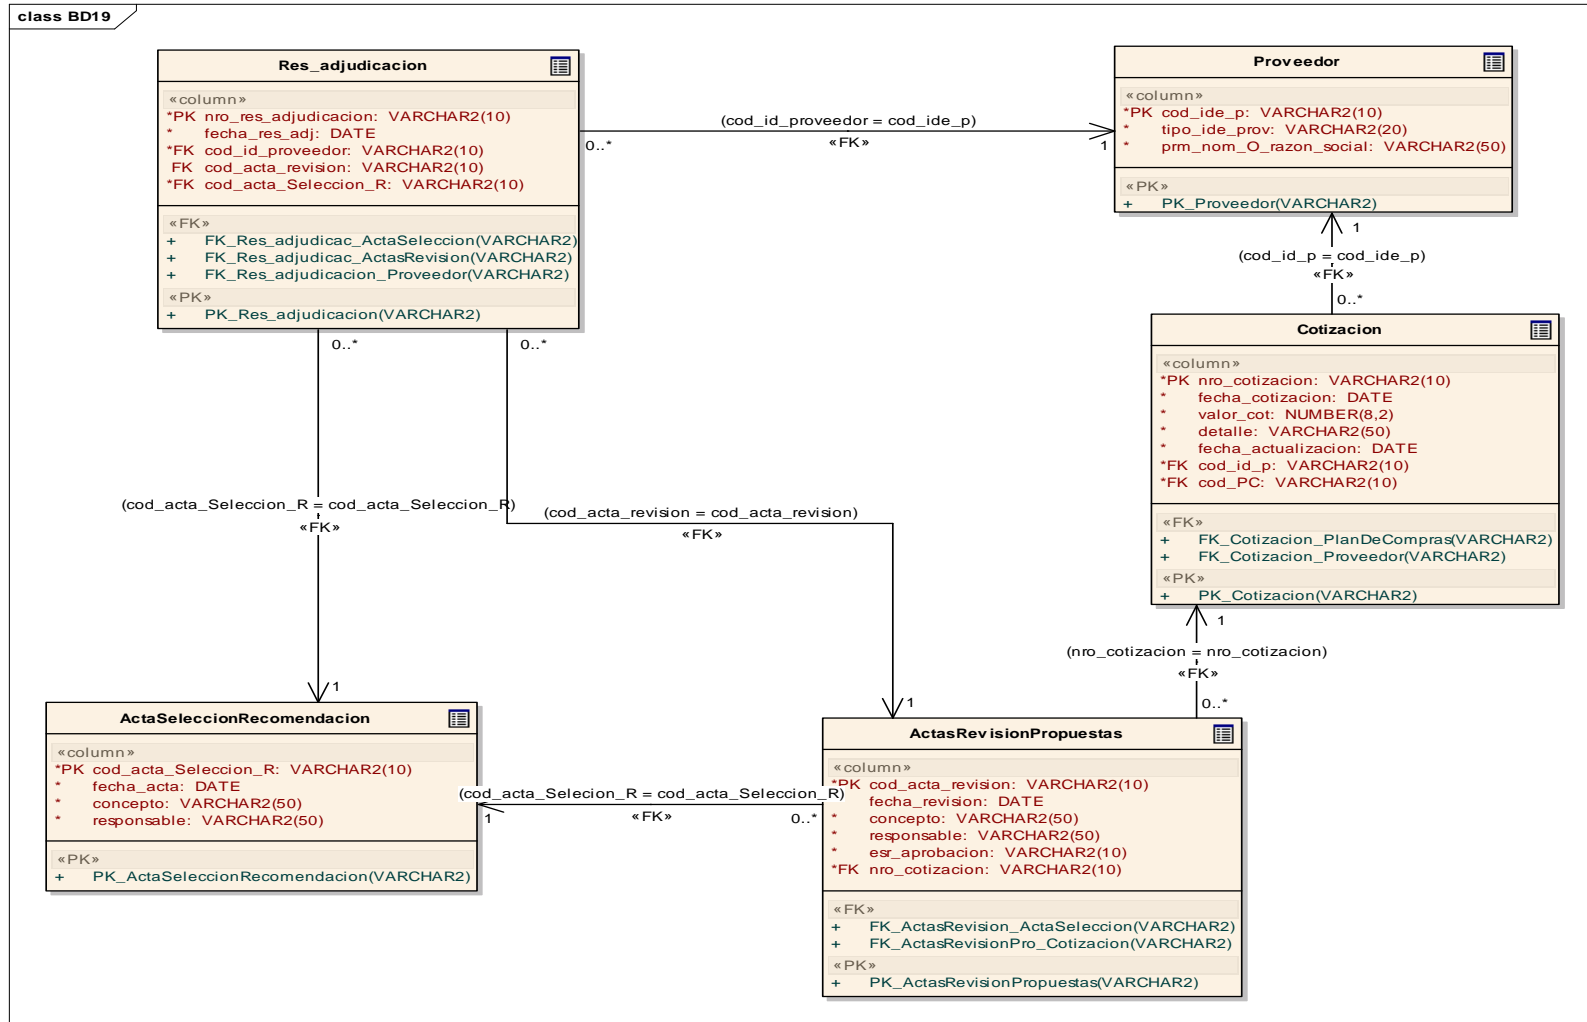 class BD19
Res_adjudicacion
«column»
*PK nro_res_adjudicacion: VARCHAR2(10)
* fecha_res_adj: DATE
*FK cod_id_proveedor: VARCHAR2(10)
FK cod_acta_revision: VARCHAR2(10)
*FK cod_acta_Seleccion_R: VARCHAR2(10)
«FK»
+ FK_Res_adjudicac_ActaSeleccion(VARCHAR2)
+ FK_Res_adjudicac_ActasRevision(VARCHAR2)
+ FK_Res_adjudicacion_Proveedor(VARCHAR2)
«PK»
+ PK_Res_adjudicacion(VARCHAR2)
(cod_id_proveedor = cod_ide_p)
0..*
«FK»
1
Proveedor
«column»
*PK cod_ide_p: VARCHAR2(10)
* tipo_ide_prov: VARCHAR2(20)
* prm_nom_O_razon_social: VARCHAR2(50)
«PK»
+ PK_Proveedor(VARCHAR2)
1
(cod_id_p = cod_ide_p)
«FK»
0..*
Cotizacion
«column»
*PK nro_cotizacion: VARCHAR2(10)
* fecha_cotizacion: DATE
* valor_cot: NUMBER(8,2)
* detalle: VARCHAR2(50)
* fecha_actualizacion: DATE
*FK cod_id_p: VARCHAR2(10)
*FK cod_PC: VARCHAR2(10)
«FK»
+ FK_Cotizacion_PlanDeCompras(VARCHAR2)
+ FK_Cotizacion_Proveedor(VARCHAR2)
«PK»
+ PK_Cotizacion(VARCHAR2)
0..*
0..*
(cod_acta_Seleccion_R = cod_acta_Seleccion_R)
«FK»
(cod_acta_revision = cod_acta_revision)
«FK»
1
(nro_cotizacion = nro_cotizacion)
«FK»
0..*
1
1
ActaSeleccionRecomendacion
«column»
*PK cod_acta_Seleccion_R: VARCHAR2(10)
* fecha_acta: DATE
* concepto: VARCHAR2(50)
* responsable: VARCHAR2(50)
«PK»
+ PK_ActaSeleccionRecomendacion(VARCHAR2)
(cod_acta_Selecion_R = cod_acta_Seleccion_R)
1
«FK»
0..*
ActasRevisionPropuestas
«column»
*PK cod_acta_revision: VARCHAR2(10)
fecha_revision: DATE
* concepto: VARCHAR2(50)
* responsable: VARCHAR2(50)
* esr_aprobacion: VARCHAR2(10)
*FK nro_cotizacion: VARCHAR2(10)
«FK»
+ FK_ActasRevision_ActaSeleccion(VARCHAR2)
+ FK_ActasRevisionPro_Cotizacion(VARCHAR2)
«PK»
+ PK_ActasRevisionPropuestas(VARCHAR2)